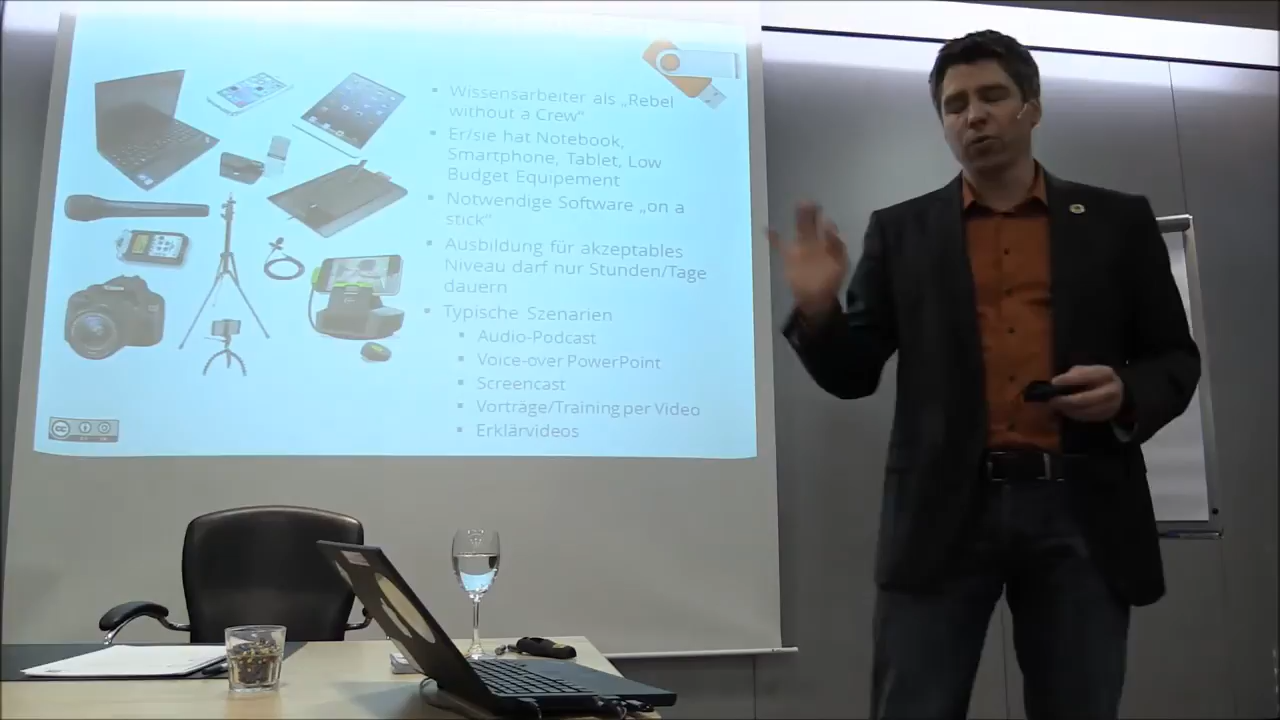 Wissensarbeiter als „Rebel
without a Crew“
Er/sie hat Notebook,
Smartphone, Tablet, Low
Budget Equipement
Notwendige Software „on a
stick“
Ausbildung für akzeptables
Niveau darf nur Stunden/Tage
dauern
Typische Szenarien
Audio-Podcast
Voice-over PowerPoint
Screencast
Vorträge/Training per Video
Erklärvideos
cc